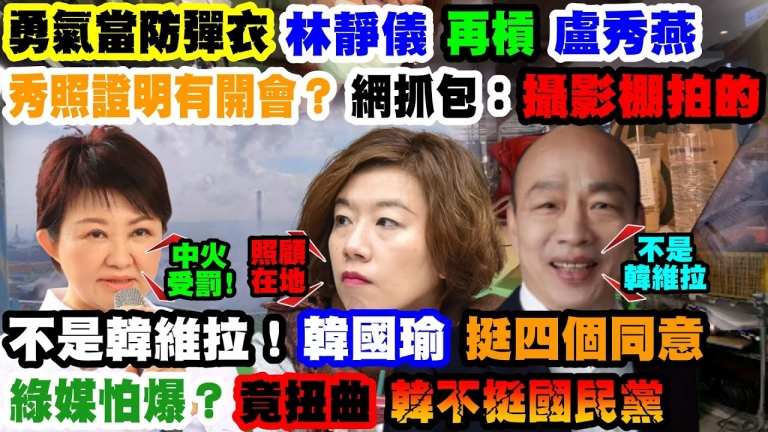 勇氣當防彈衣 林靜儀 再槓 盧秀燕
秀照證明有開會？網抓包：攝影棚拍的
中火
受罰！
照顧
在地
不是
韓維拉
不是韓維拉！韓國瑜 挺四個同意
綠媒怕爆？竟扭曲 韓不挺國民黨